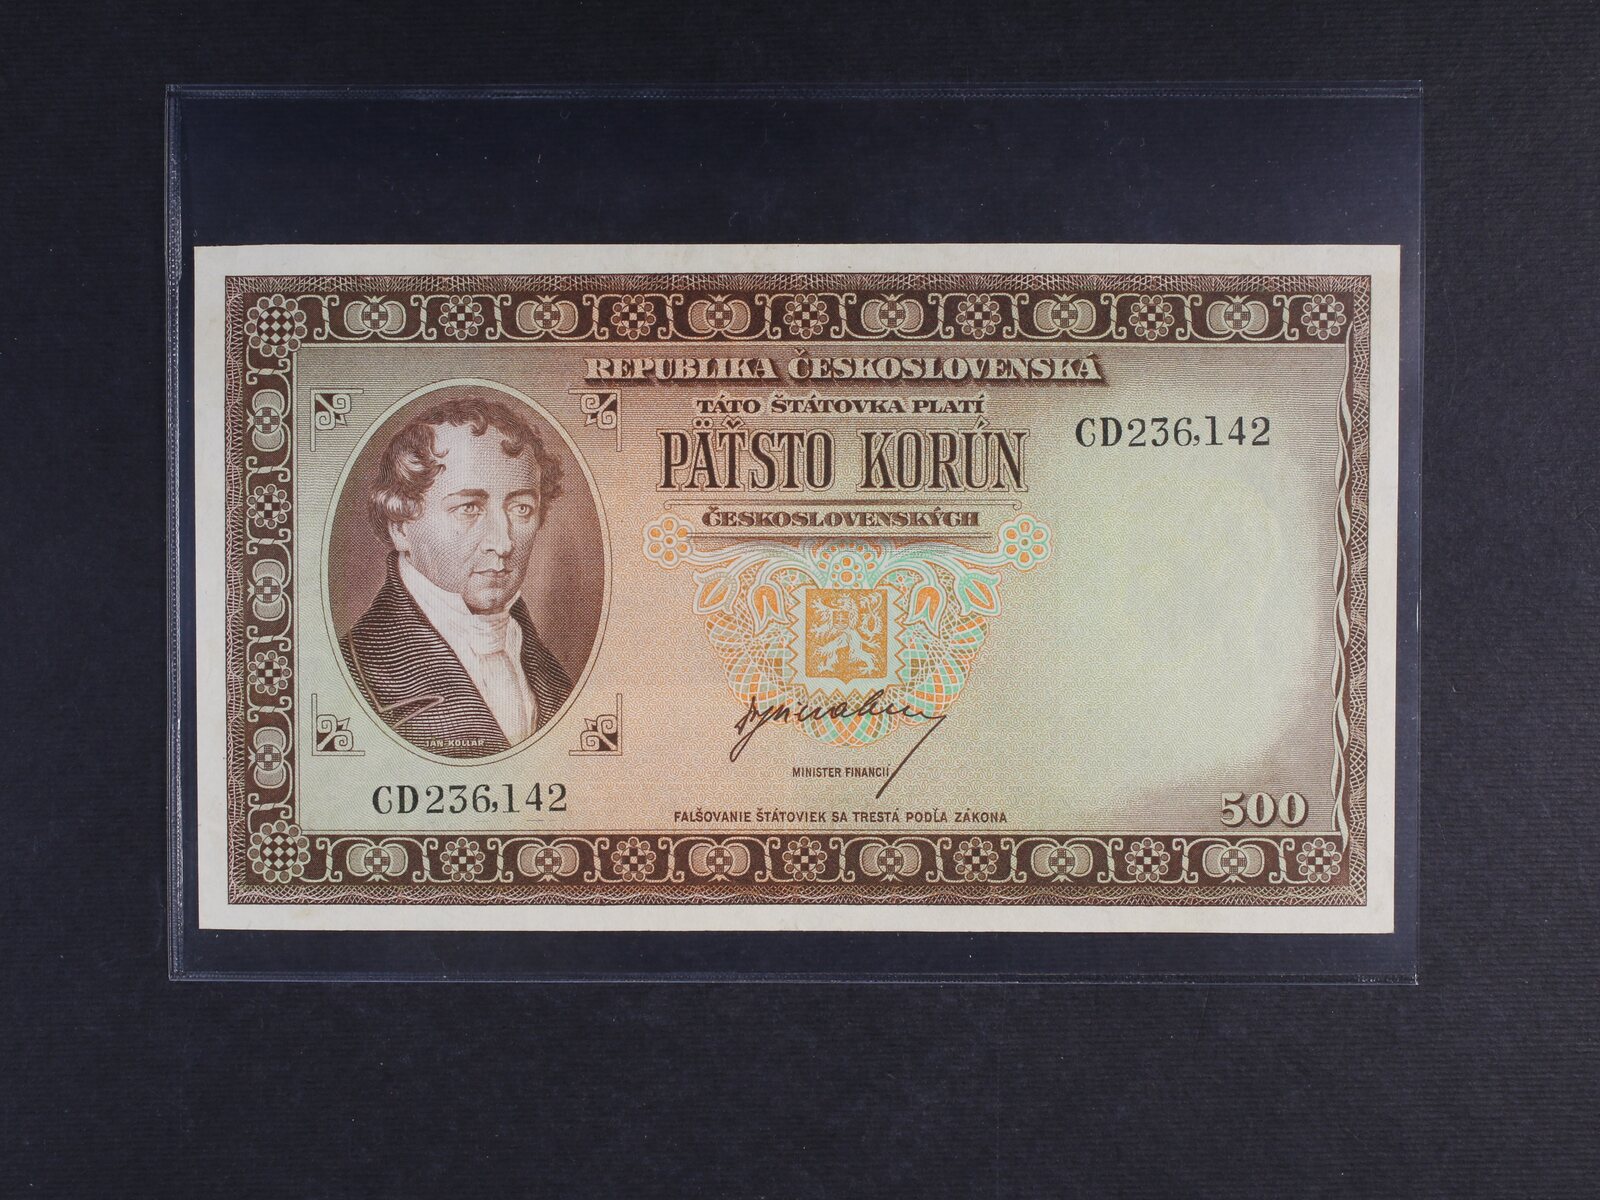 REPUBLIKA ČESKOSLOVENSKÁ
TÁTO ŠTÁTOVKA PLATÍ
PÄŤSTO KORÚN
ČESKOSLOVENSKÝCH
CD236,142
JÁN KOLLÁR
CD236,142
MINISTER FINANCIÍ
FALŠOVANIE ŠTÁTOVIEK SA TRESTÁ PODĽA ZÁKONA
500